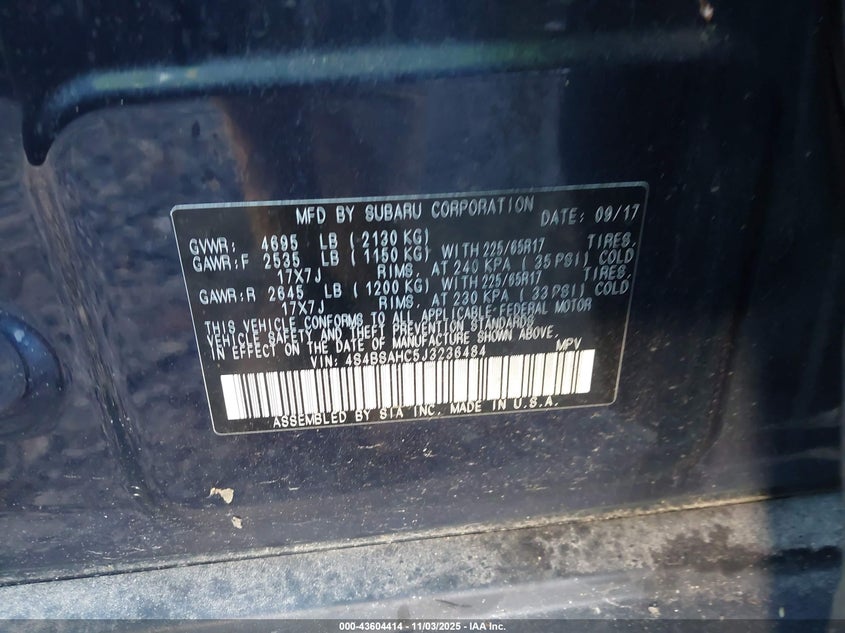 MFD BY SUBARU CORPORATION DATE: 09/17
GVWR: 4695 LB (2130 KG)
GAWR:F 2535 LB (1150 KG) WITH 225/65R17 TIRES,
17X7J RIMS, AT 240 KPA (35 PSI) COLD
GAWR:R 2645 LB (1200 KG) WITH 225/65R17 TIRES,
17X7J RIMS, AT 230 KPA (33 PSI) COLD
THIS VEHICLE CONFORMS TO ALL APPLICABLE FEDERAL MOTOR
VEHICLE SAFETY AND THEFT PREVENTION STANDARDS
IN EFFECT ON THE DATE OF MANUFACTURE SHOWN ABOVE.
VIN: 4S4BSAHC5J3236484 MPV
ASSEMBLED BY SIA INC. MADE IN U.S.A.
000-43604414 - 11/03/2025 - IAA Inc.